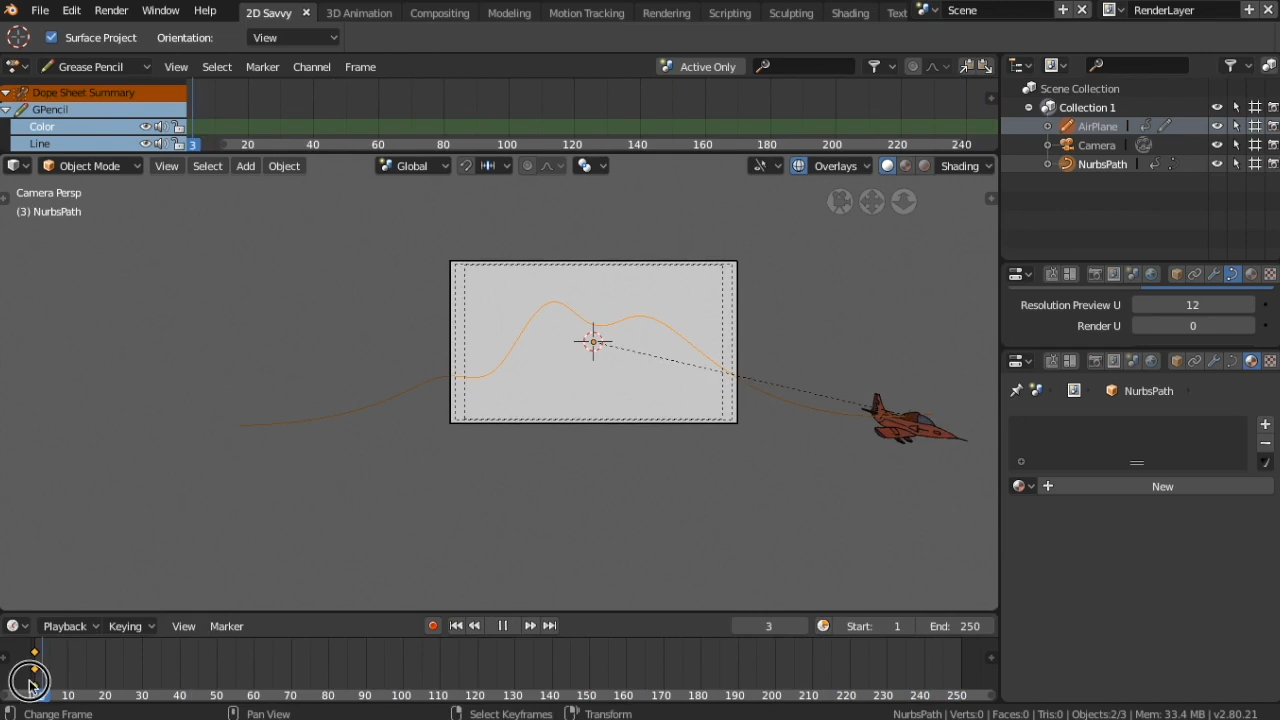 File Edit Render Window Help 2D Savvy 3D Animation Compositing Modeling Motion Tracking Rendering Scripting Sculpting Shading Text Scene RenderLayer
Surface Project Orientation: View
Grease Pencil View Select Marker Channel Frame Active Only
Dope Sheet Summary
GPencil
Color
Line 3 20 40 60 80 100 120 140 160 180 200 220 240
Object Mode View Select Add Object Global Overlays Shading
Camera Persp
(3) NurbsPath
Scene Collection
Collection 1
AirPlane
Camera
NurbsPath
Resolution Preview U 12
Render U 0
NurbsPath
New
Playback Keying View Marker 3 Start: 1 End: 250
10 20 30 40 50 60 70 80 90 100 110 120 130 140 150 160 170 180 190 200 210 220 230 240 250
Change Frame Pan View Select Keyframes Transform NurbsPath | Verts:0 | Faces:0 | Tris:0 | Objects:2/3 | Mem: 33.4 MB | v2.80.21